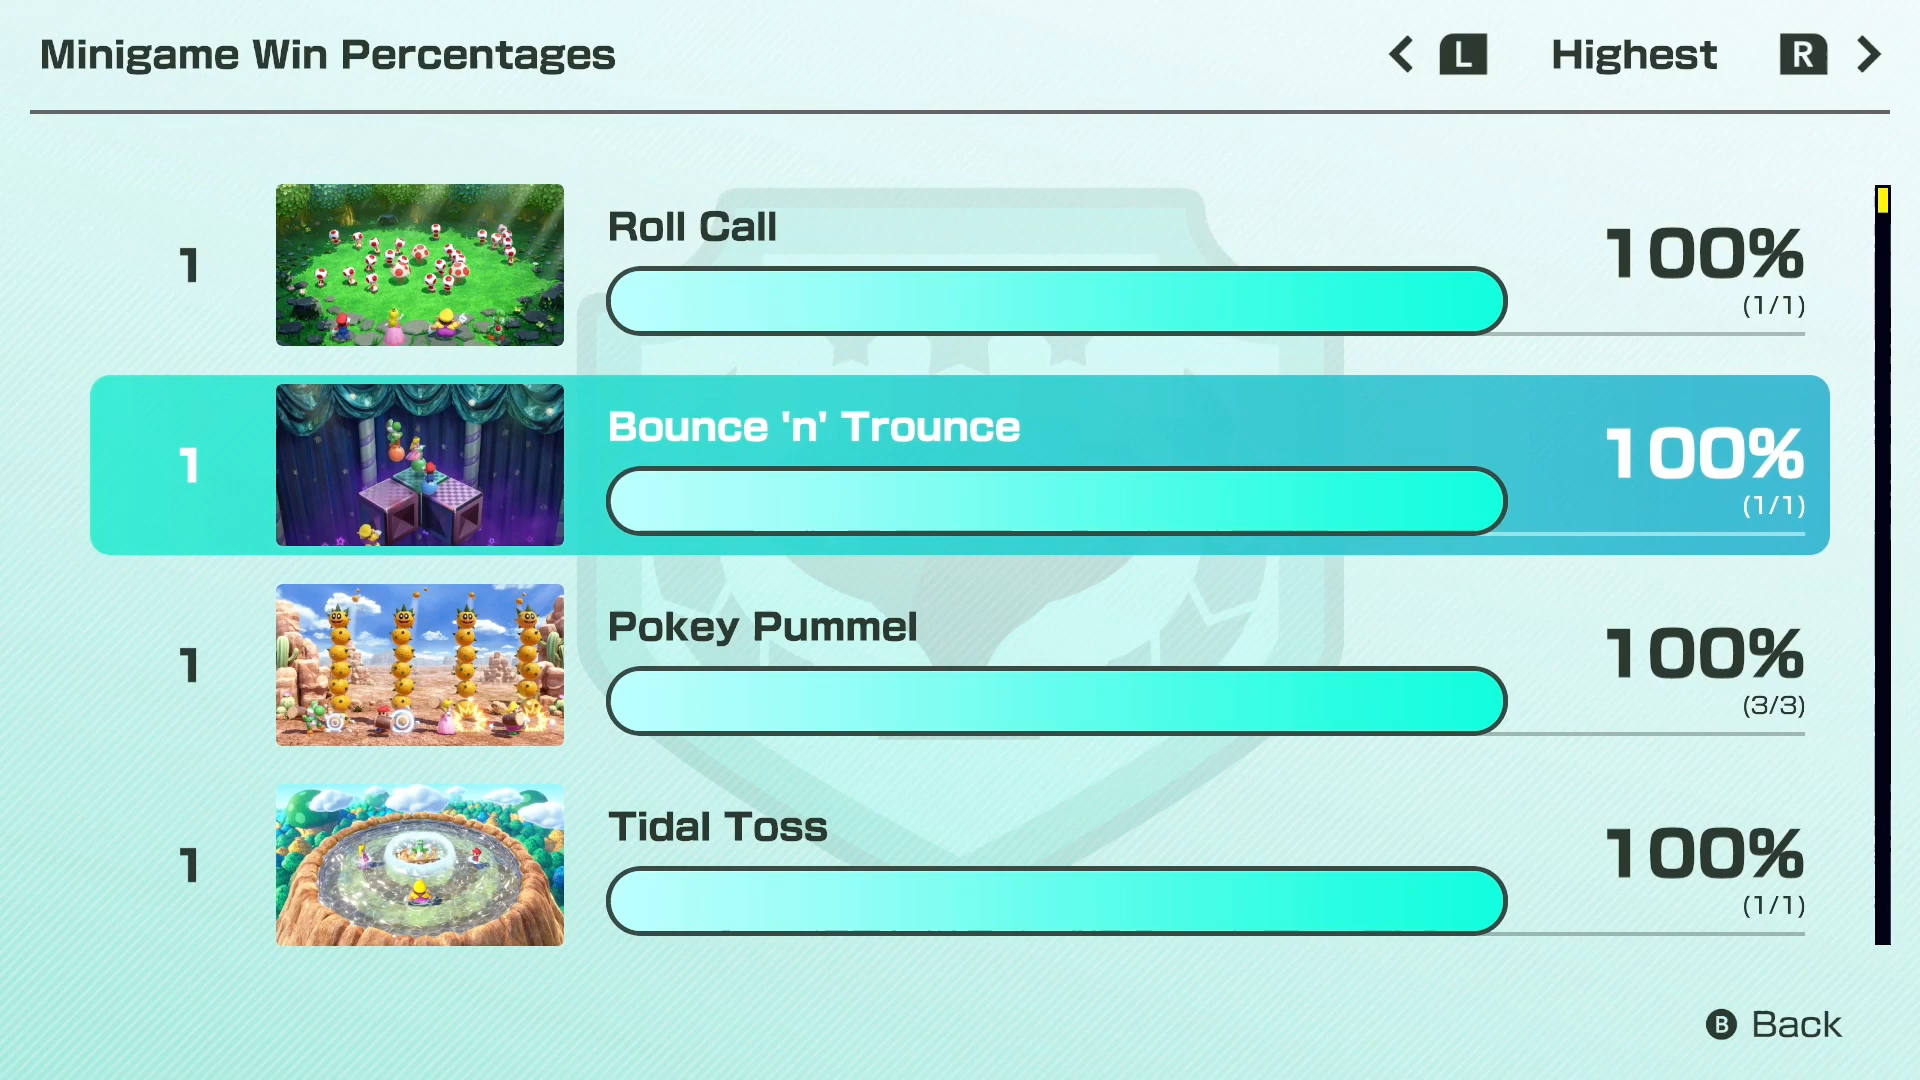 Minigame Win Percentages
L Highest R
1 Roll Call 100%
(1/1)
1 Bounce 'n' Trounce 100%
(1/1)
1 Pokey Pummel 100%
(3/3)
1 Tidal Toss 100%
(1/1)
B Back